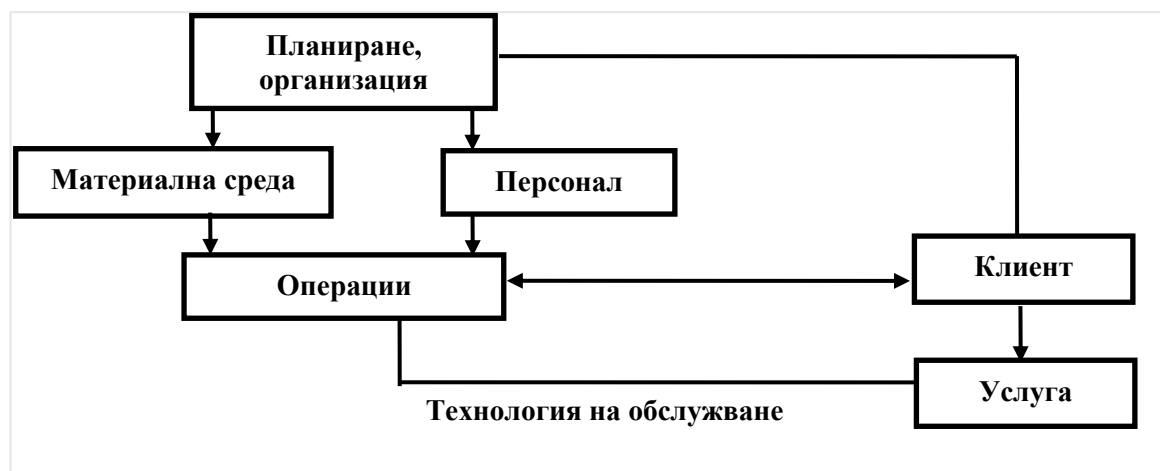 Планиране,
организация
Материална среда
Персонал
Операции
Клиент
Услуга
Технология на обслужване